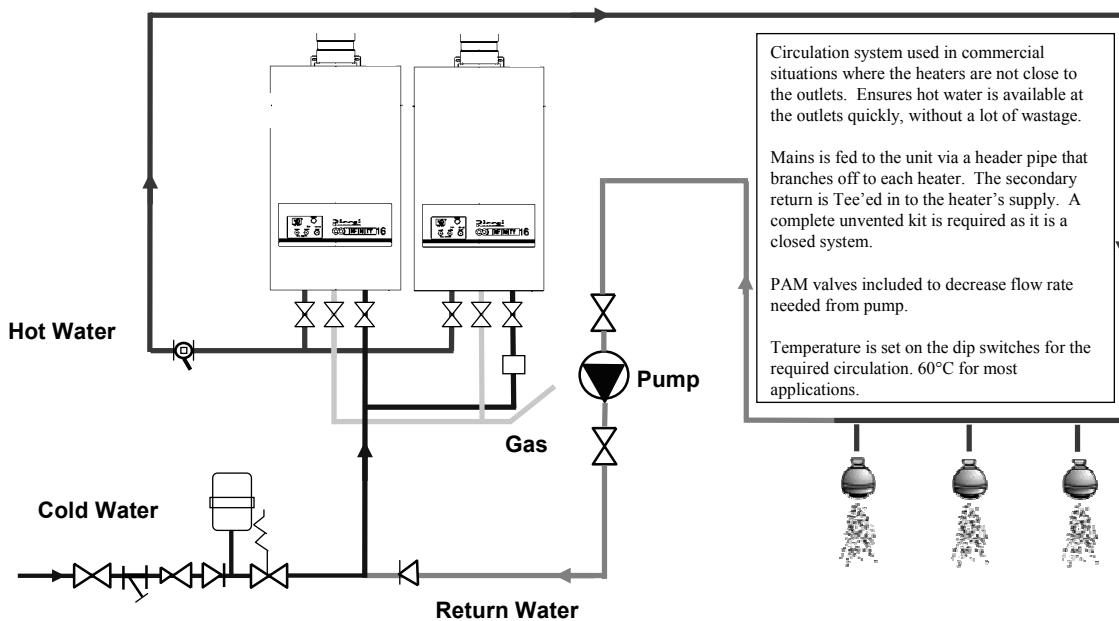 Circulation system used in commercial
situations where the heaters are not close to
the outlets. Ensures hot water is available at
the outlets quickly, without a lot of wastage.
Mains is fed to the unit via a header pipe that
branches off to each heater. The secondary
return is Tee'ed in to the heater's supply. A
complete unvented kit is required as it is a
closed system.
PAM valves included to decrease flow rate
needed from pump.
Temperature is set on the dip switches for the
required circulation. 60°C for most
applications.
INFINITY 16
INFINITY 16
Hot Water
Pump
Gas
Cold Water
Return Water